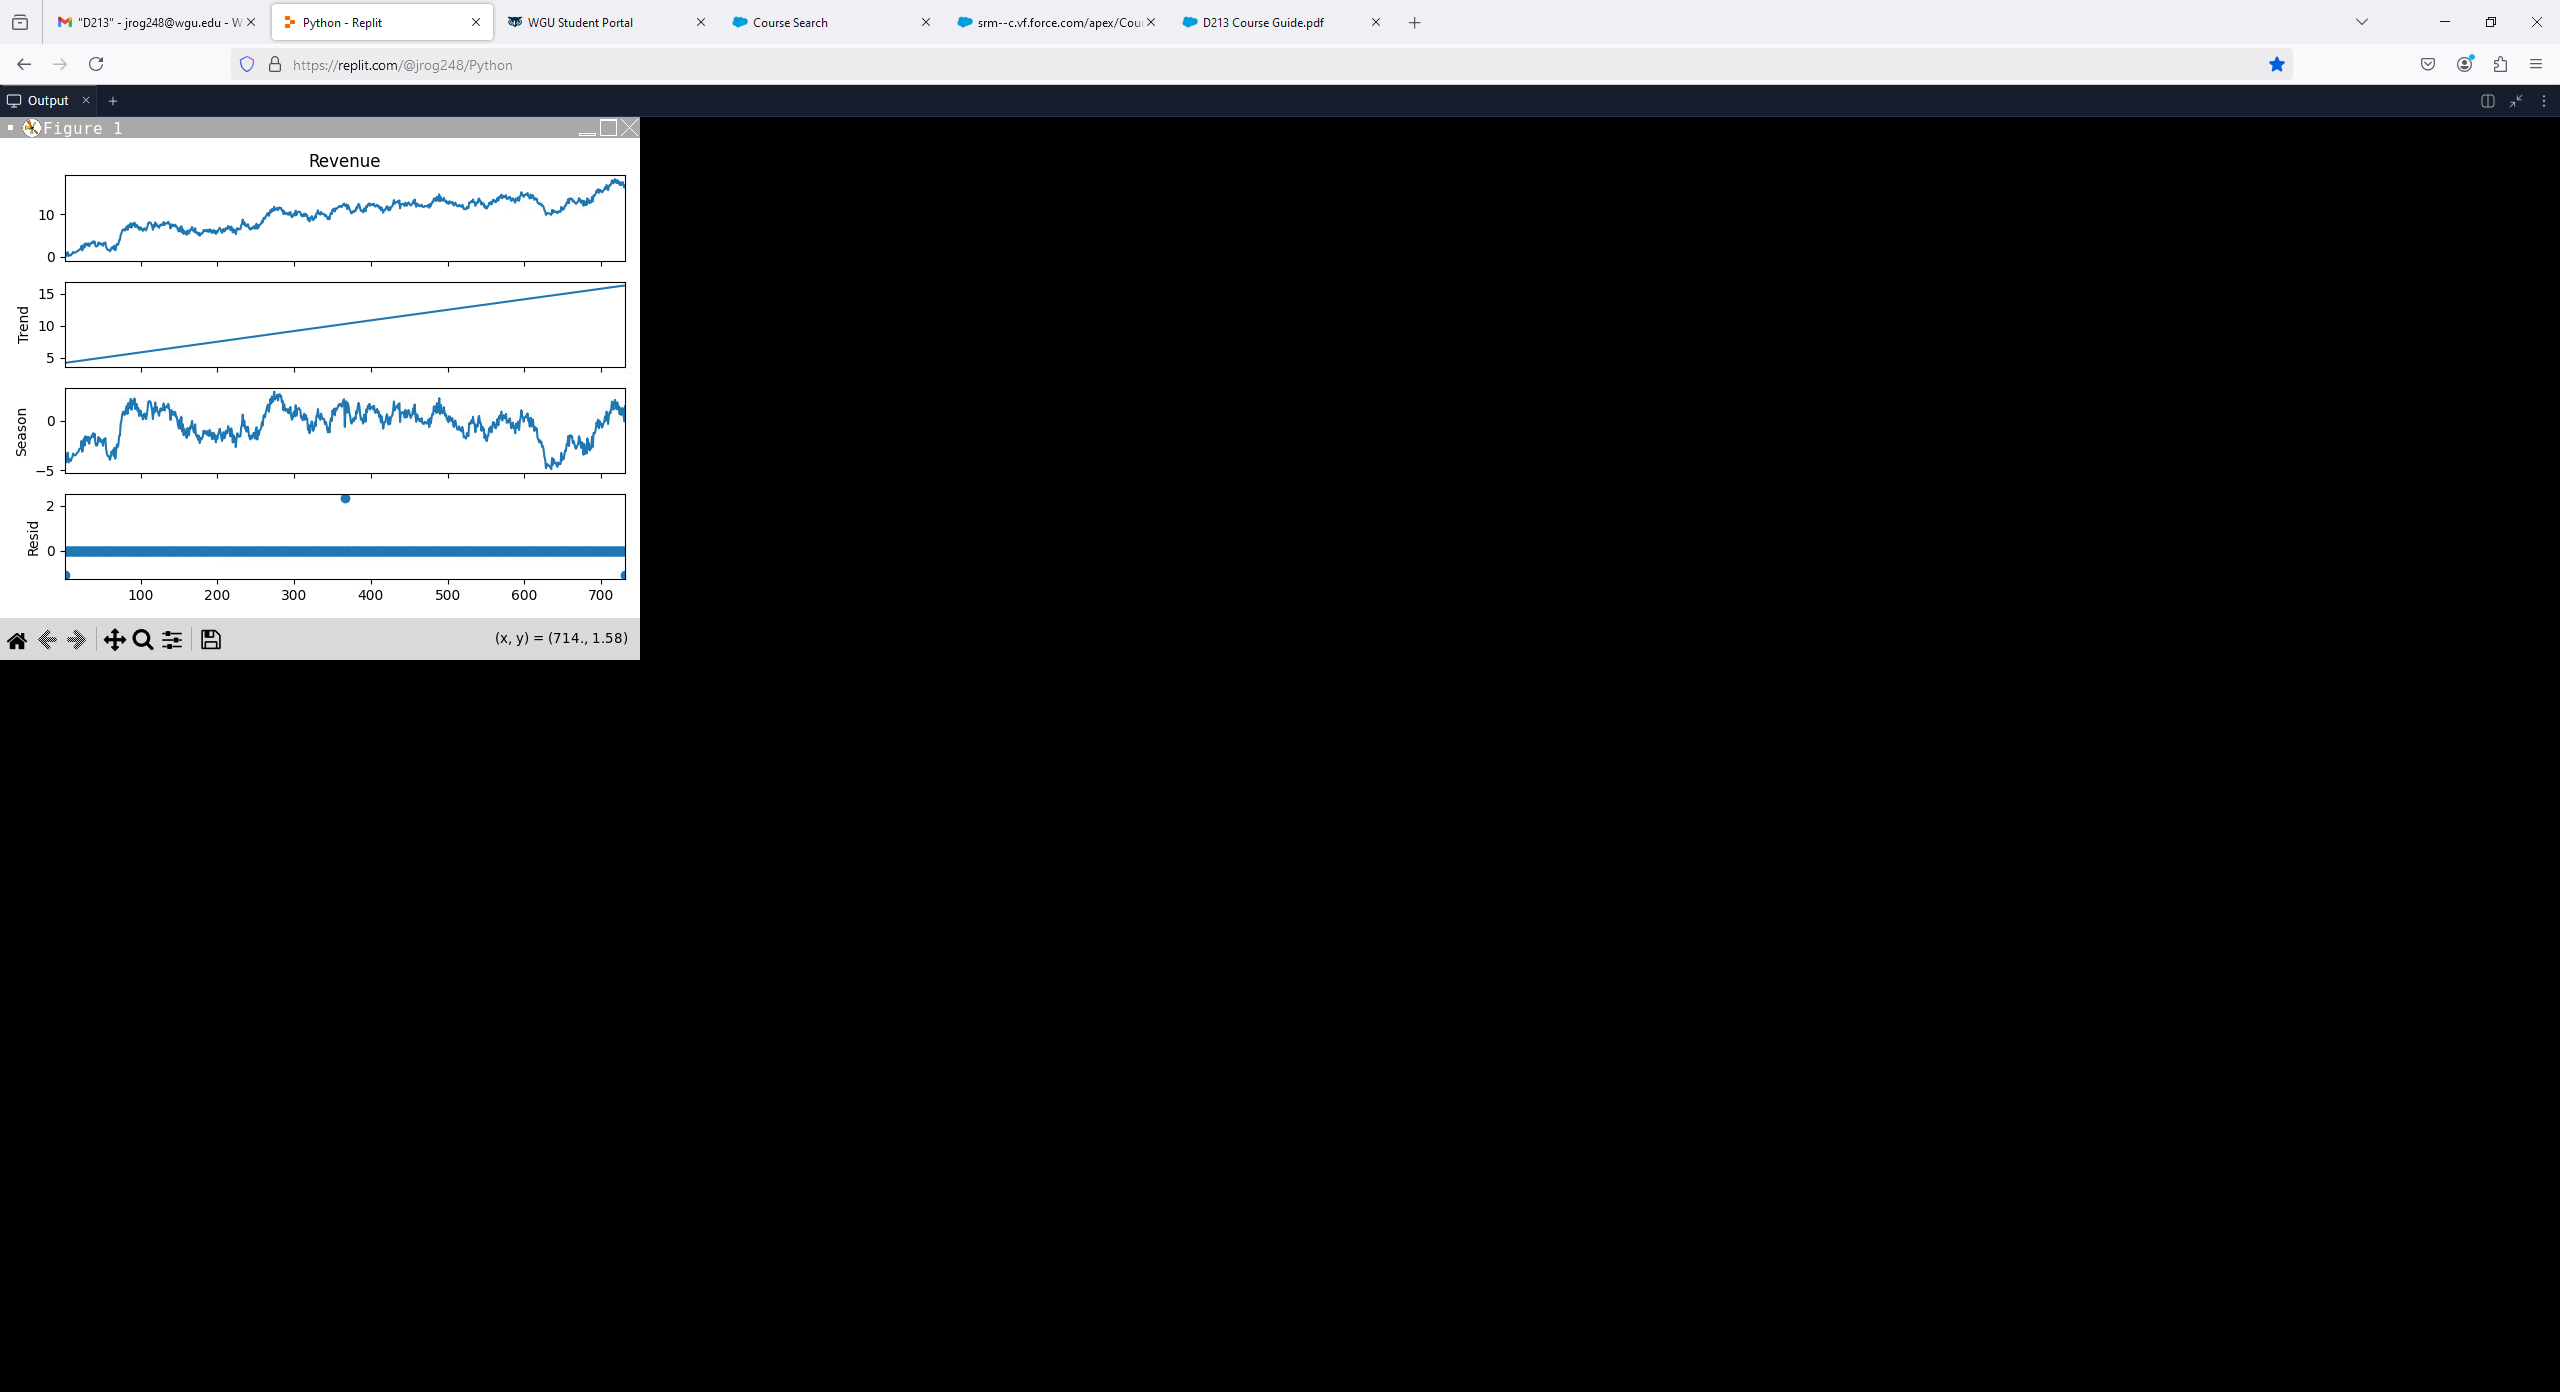 "D213" - jrog248@wgu.edu - W
Python - Replit
WGU Student Portal
Course Search
srm--c.vf.force.com/apex/Cou
D213 Course Guide.pdf
https://replit.com/@jrog248/Python
Output
Figure 1
Revenue
10
0
Trend
15
10
5
Season
0
−5
Resid
2
0
100 200 300 400 500 600 700
(x, y) = (714., 1.58)